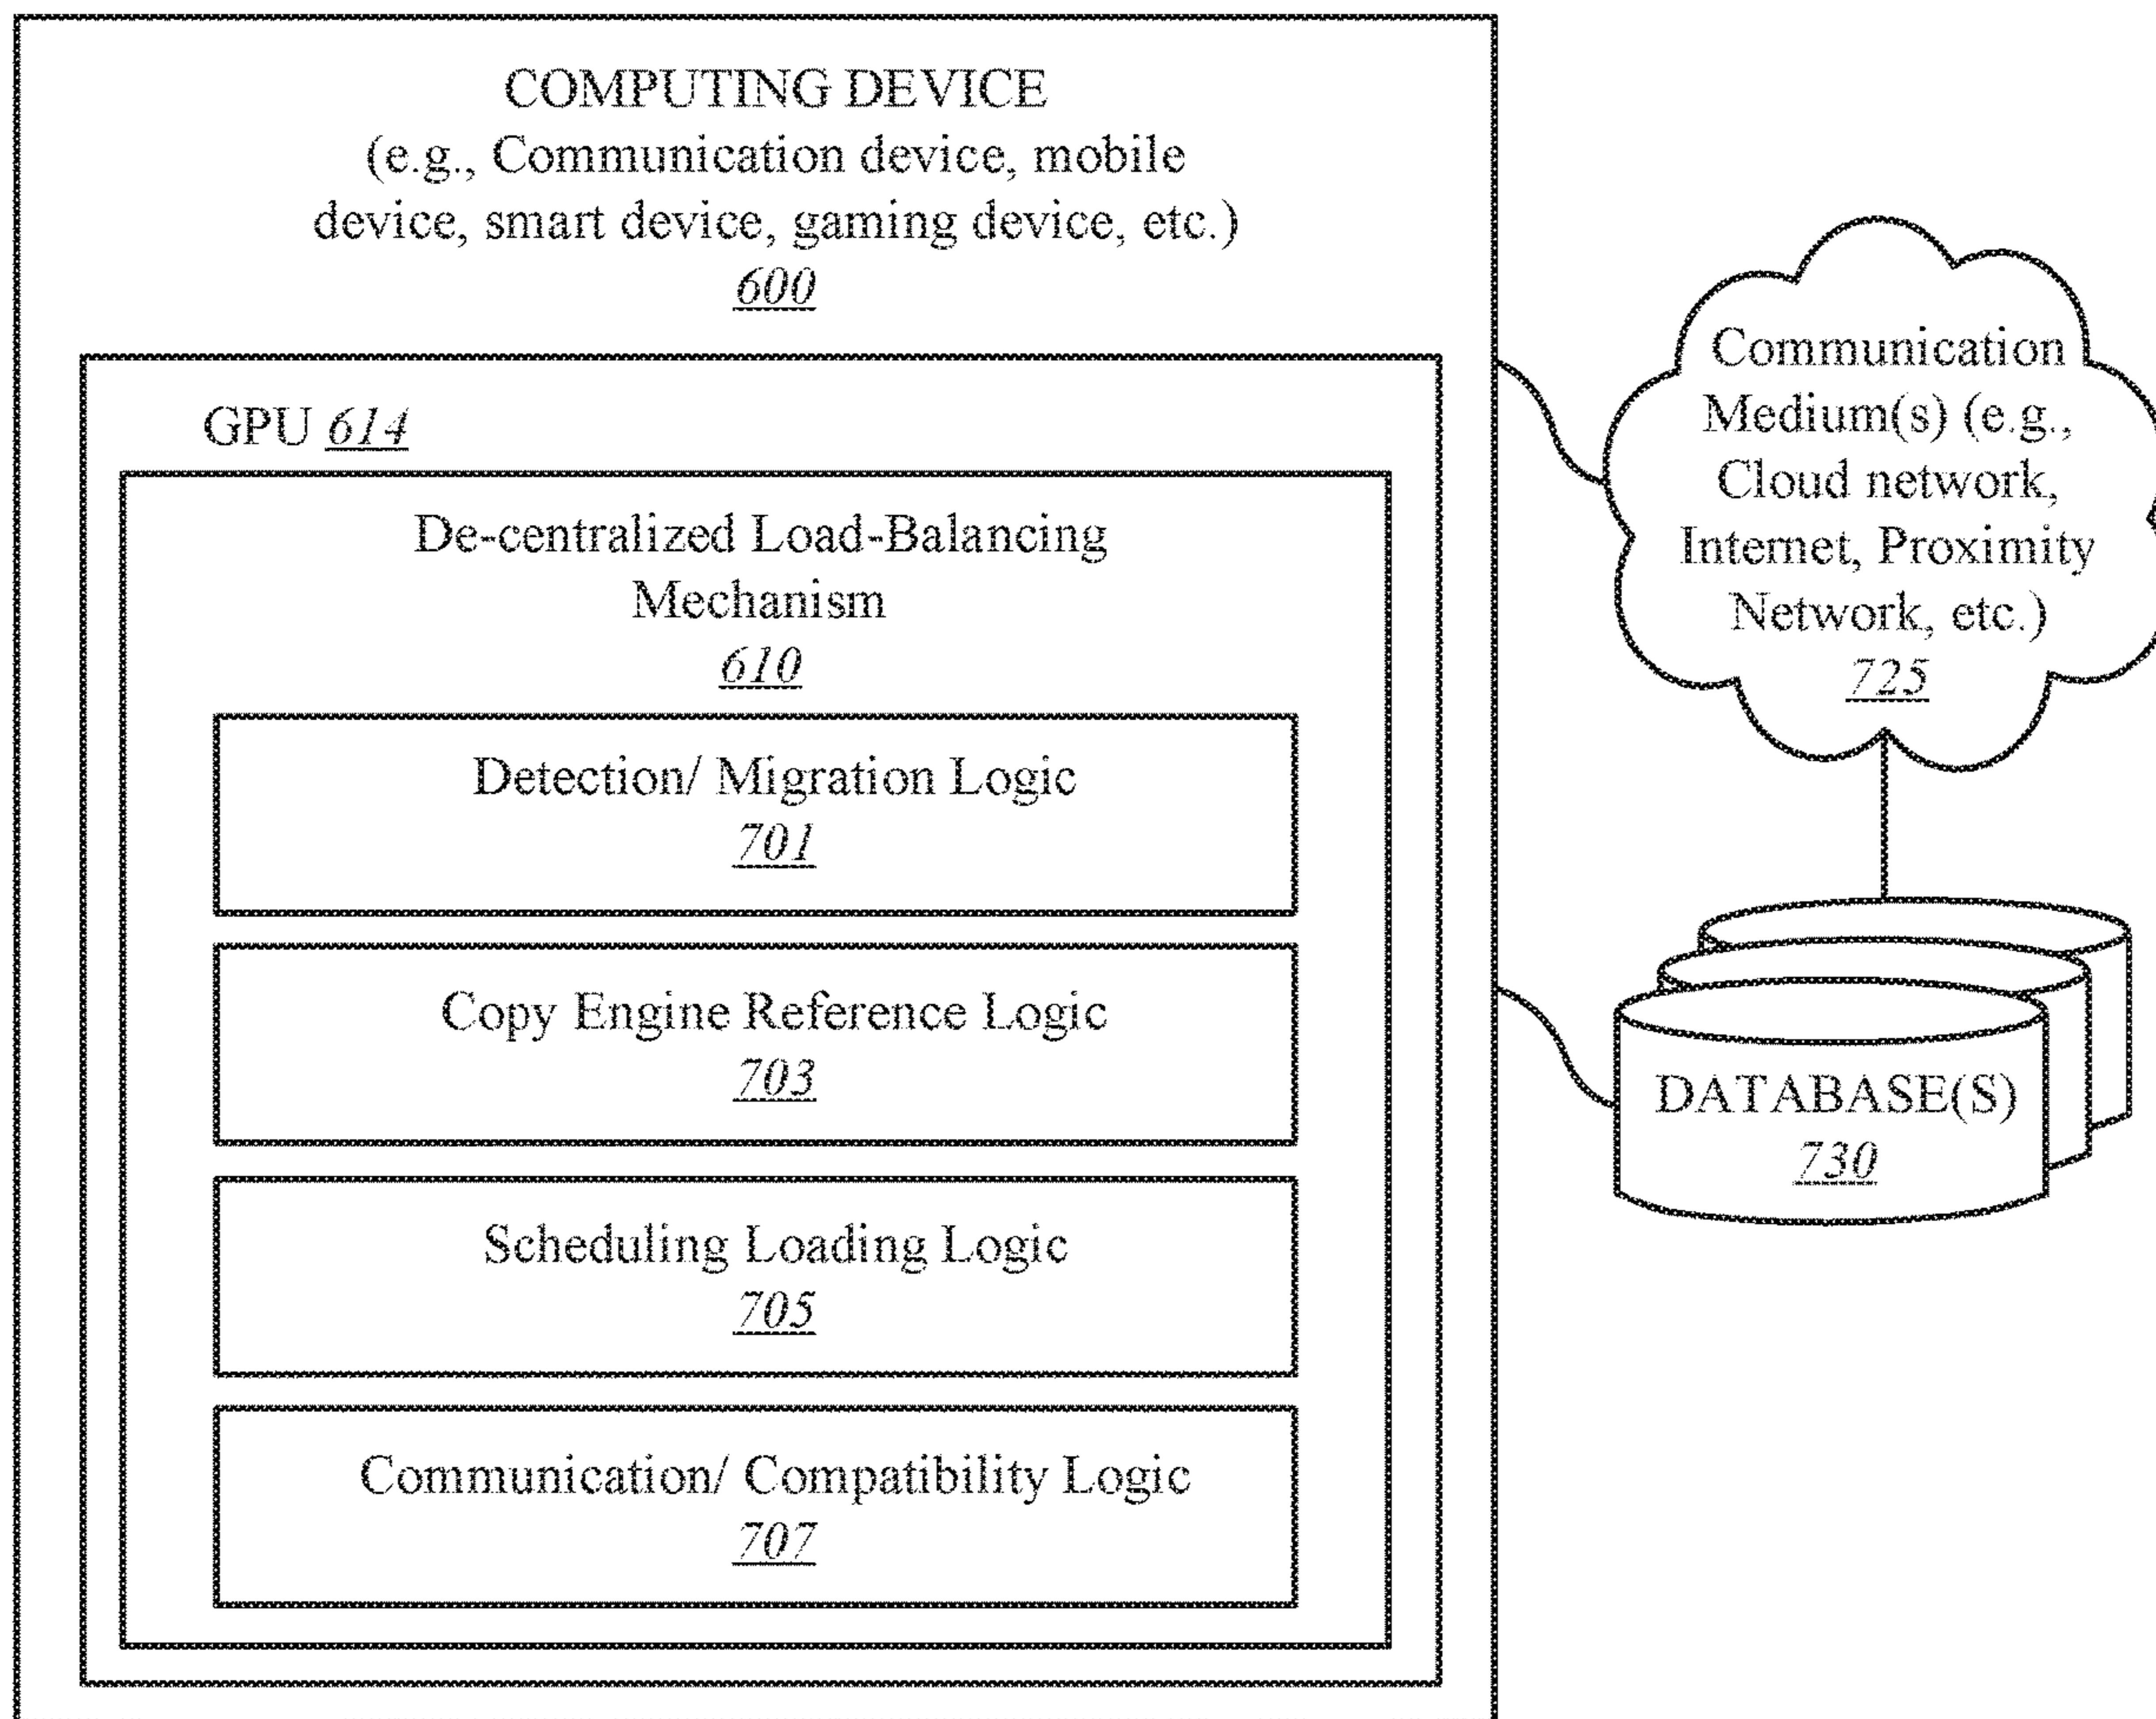 COMPUTING DEVICE
(e.g., Communication device, mobile
device, smart device, gaming device, etc.)
600
GPU 614
De-centralized Load-Balancing
Mechanism
610
Detection/ Migration Logic
701
Copy Engine Reference Logic
703
Scheduling Loading Logic
705
Communication/ Compatibility Logic
707
Communication
Medium(s) (e.g.,
Cloud network,
Internet, Proximity
Network, etc.)
725
DATABASE(S)
730